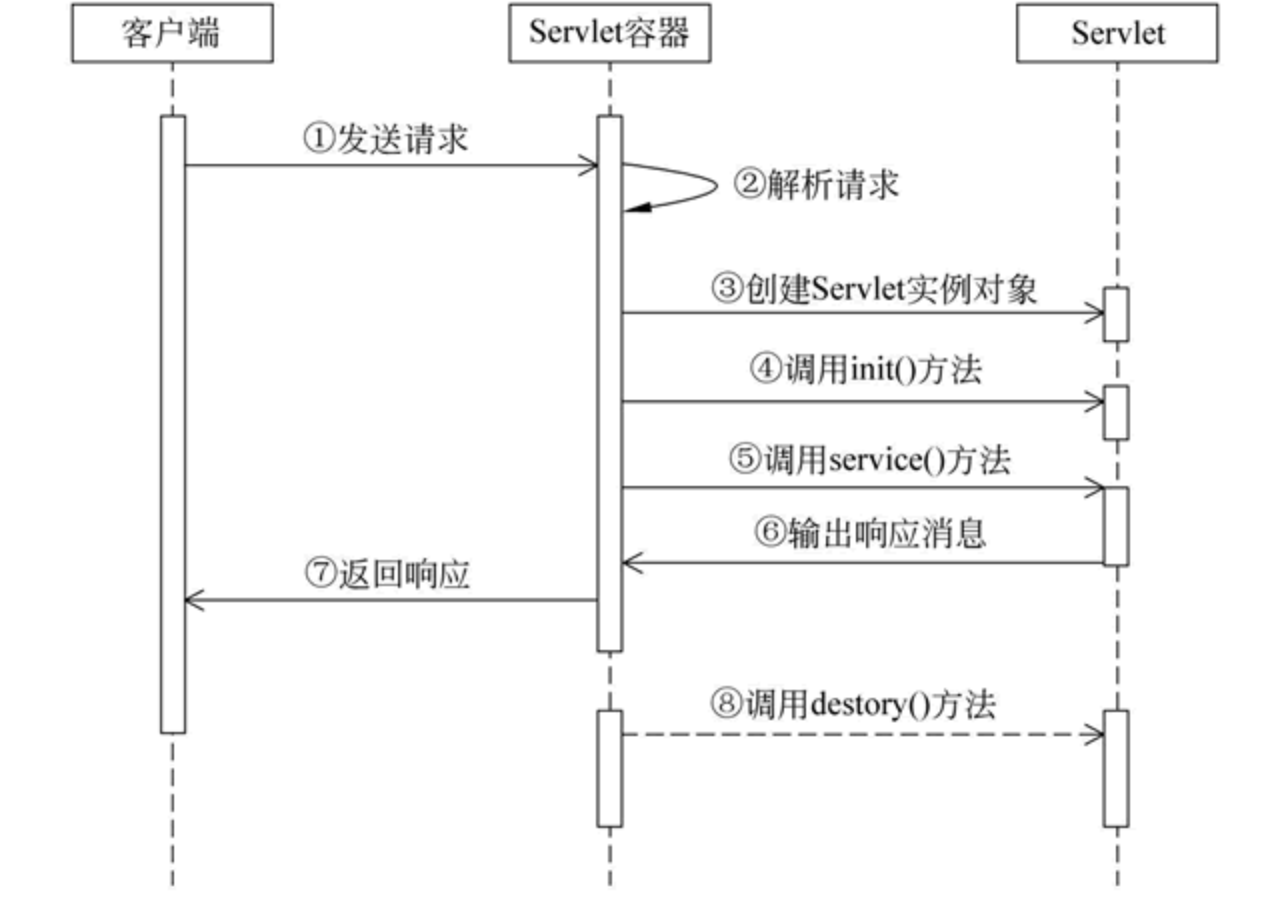 客户端
Servlet容器
Servlet
①发送请求
②解析请求
③创建Servlet实例对象
④调用init()方法
⑤调用service()方法
⑥输出响应消息
⑦返回响应
⑧调用destory()方法